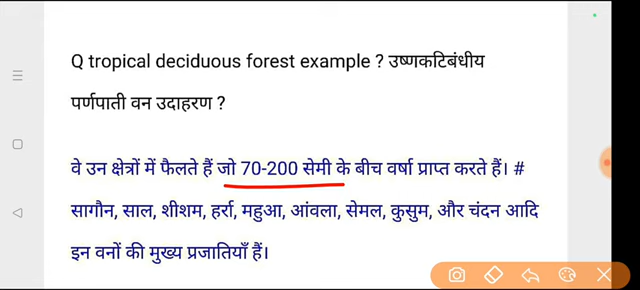 Q tropical deciduous forest example ? उष्णकटिबंधीय
पर्णपाती वन उदाहरण ?
वे उन क्षेत्रों में फैलते हैं जो 70-200 सेमी के बीच वर्षा प्राप्त करते हैं। #
सागौन, साल, शीशम, हर्रा, महुआ, आंवला, सेमल, कुसुम, और चंदन आदि
इन वनों की मुख्य प्रजातियाँ हैं।